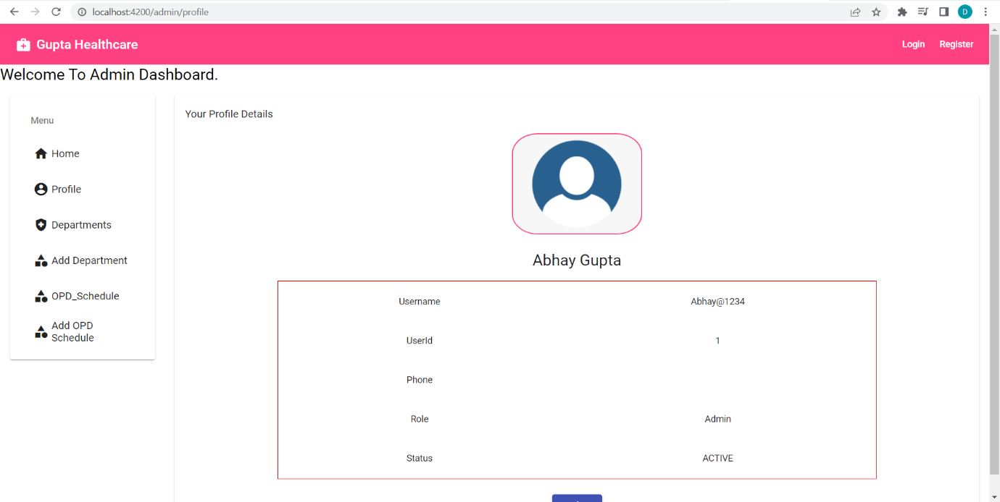 localhost:4200/admin/profile
D
Gupta Healthcare
Login Register
Welcome To Admin Dashboard.
Menu
Home
Profile
Departments
Add Department
OPD_Schedule
Add OPD
Schedule
Your Profile Details
Abhay Gupta
Username Abhay@1234
UserId 1
Phone
Role Admin
Status ACTIVE